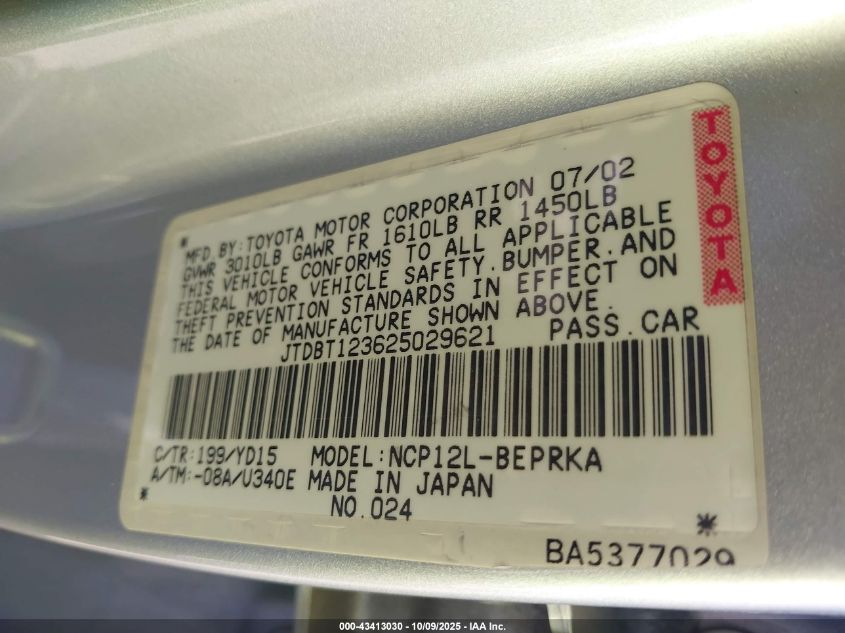 MFD.BY:TOYOTA MOTOR CORPORATION 07/02
GVWR 3010LB GAWR FR 1610LB RR 1450LB
THIS VEHICLE CONFORMS TO ALL APPLICABLE
FEDERAL MOTOR VEHICLE SAFETY.BUMPER.AND
THEFT PREVENTION STANDARDS IN EFFECT ON
THE DATE OF MANUFACTURE SHOWN ABOVE.
JTDBT123625029621 PASS.CAR
TOYOTA
C/TR:199/YD15 MODEL:NCP12L-BEPRKA
A/TM:-08A/U340E MADE IN JAPAN
NO.024
BA5377029
000-43413030 - 10/09/2025 - IAA Inc.